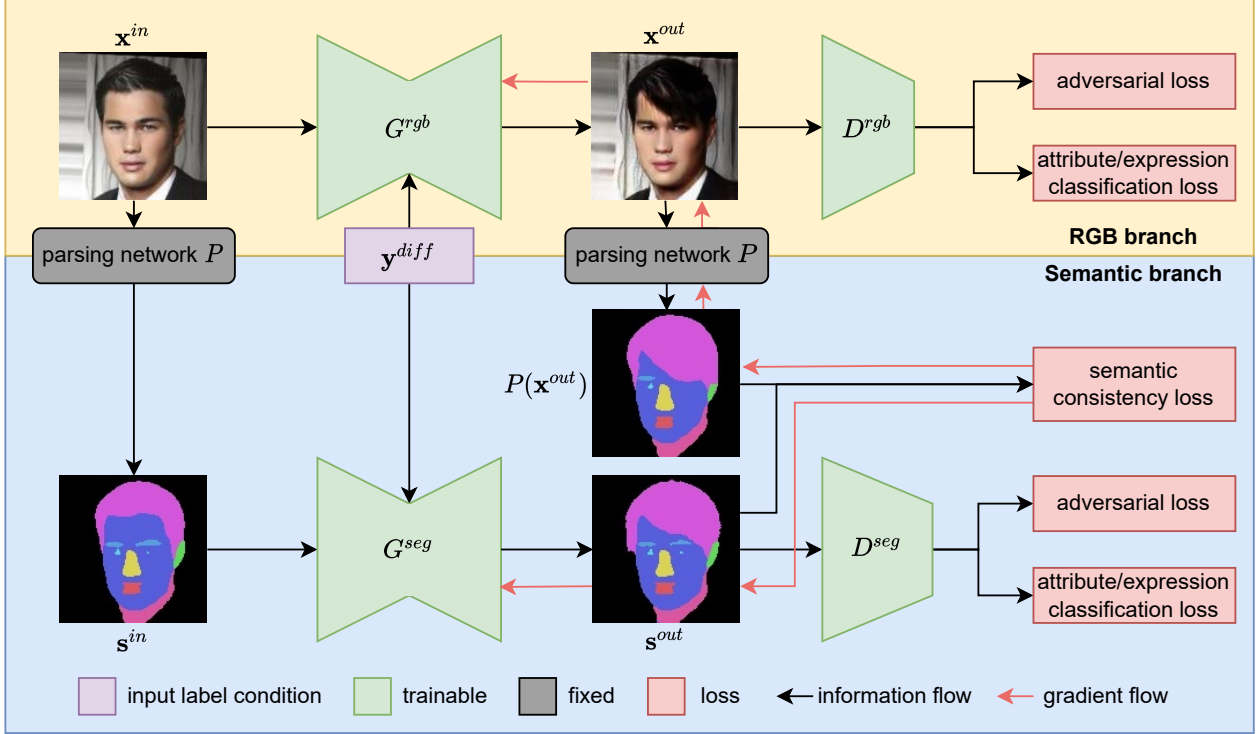 x^{in}
x^{out}
G^{rgb}
D^{rgb}
adversarial loss
attribute/expression
classification loss
RGB branch
parsing network P
y^{diff}
parsing network P
Semantic branch
P(x^{out})
semantic
consistency loss
G^{seg}
D^{seg}
adversarial loss
attribute/expression
classification loss
s^{in}
s^{out}
input label condition
trainable
fixed
loss
information flow
gradient flow